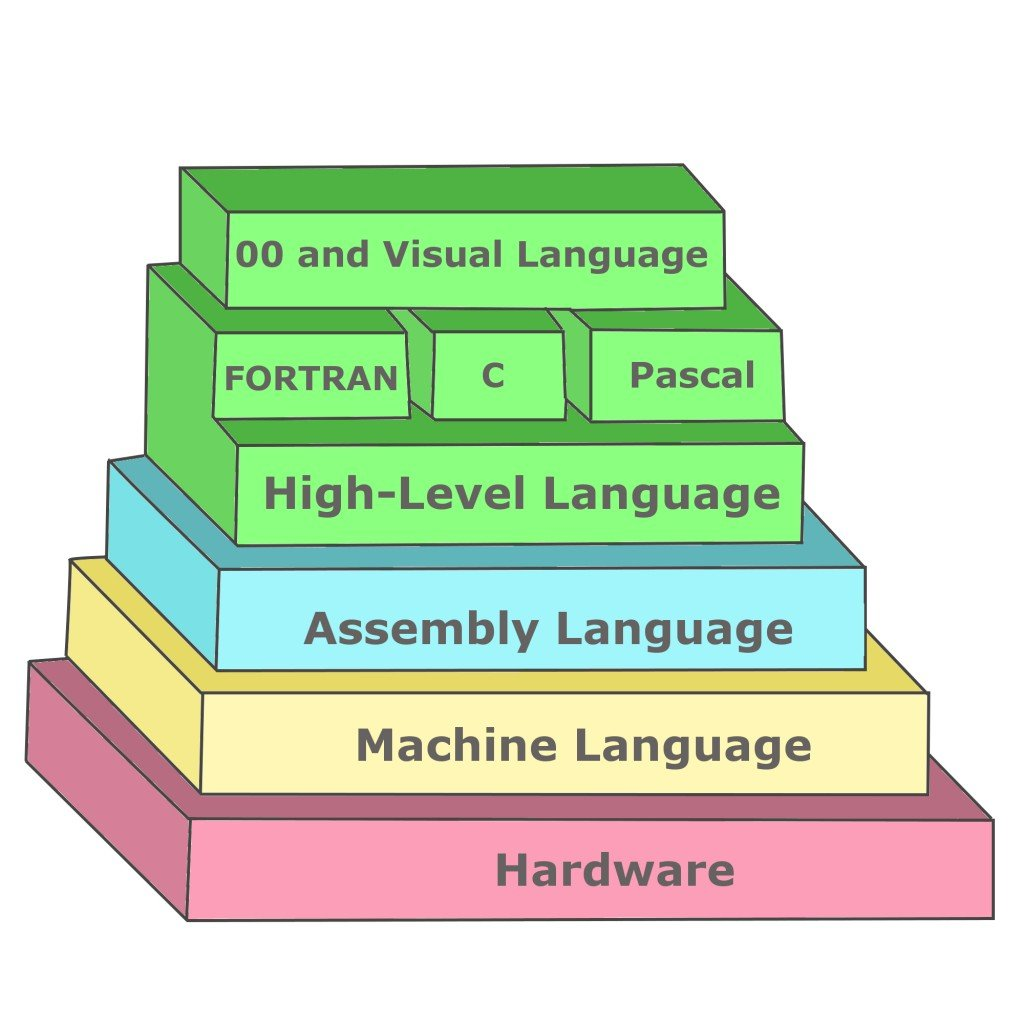 00 and Visual Language
FORTRAN
C
Pascal
High-Level Language
Assembly Language
Machine Language
Hardware